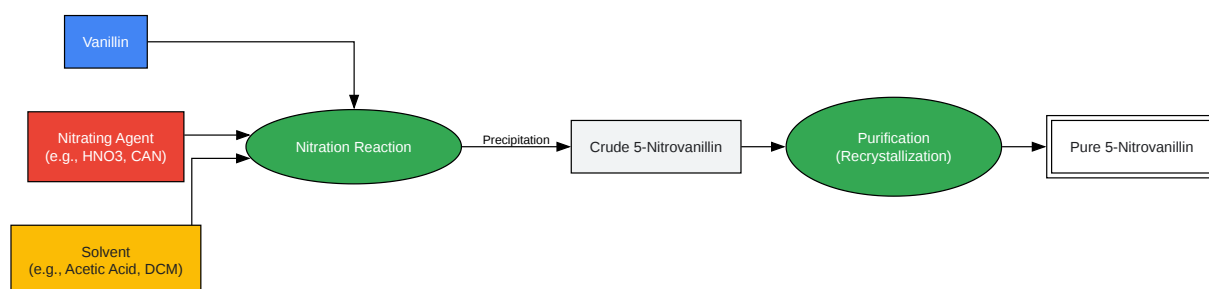 Vanillin
Nitrating Agent
(e.g., HNO3, CAN)
Solvent
(e.g., Acetic Acid, DCM)
Nitration Reaction
Precipitation
Crude 5-Nitrovanillin
Purification
(Recrystallization)
Pure 5-Nitrovanillin